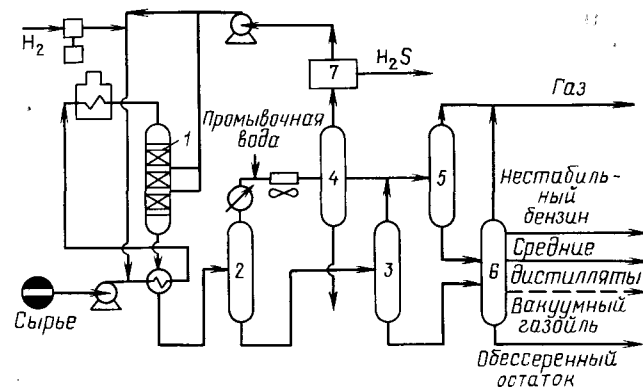 H₂
7
H₂S
Газ
Промывочная
вода
1
4
5
Нестабиль-
ный
бензин
2
3
6
Средние
дистилляты
Вакуумный
газойль
Сырье
Обессеренный
остаток